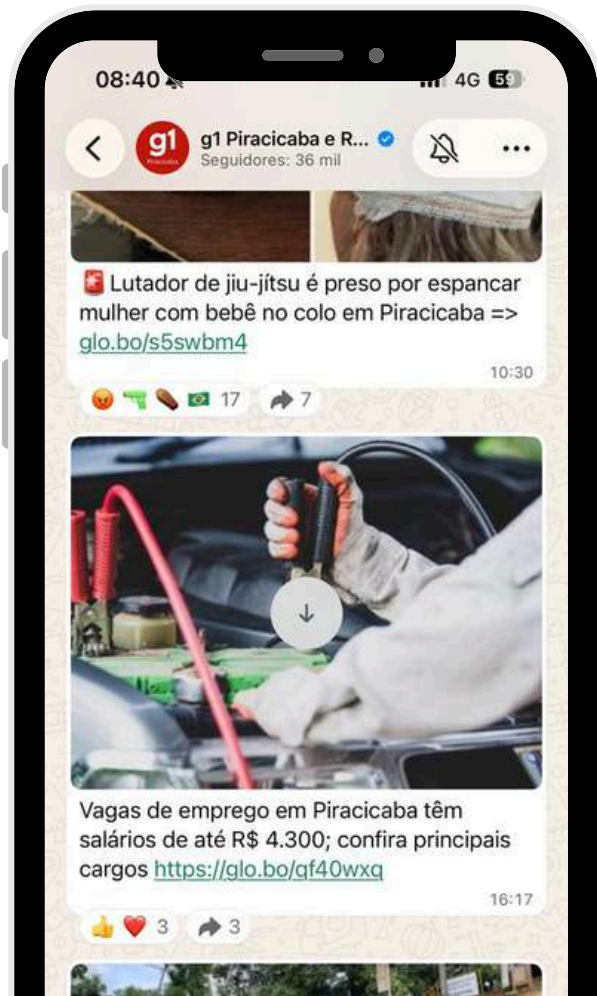 08:40
4G 59
g1
Piracicaba
g1 Piracicaba e R...
Seguidores: 36 mil
🚨 Lutador de jiu-jítsu é preso por espancar
mulher com bebê no colo em Piracicaba =>
glo.bo/s5swbm4
10:30
17
7
Vagas de emprego em Piracicaba têm
salários de até R$ 4.300; confira principais
cargos https://glo.bo/qf40wxq
16:17
3
3